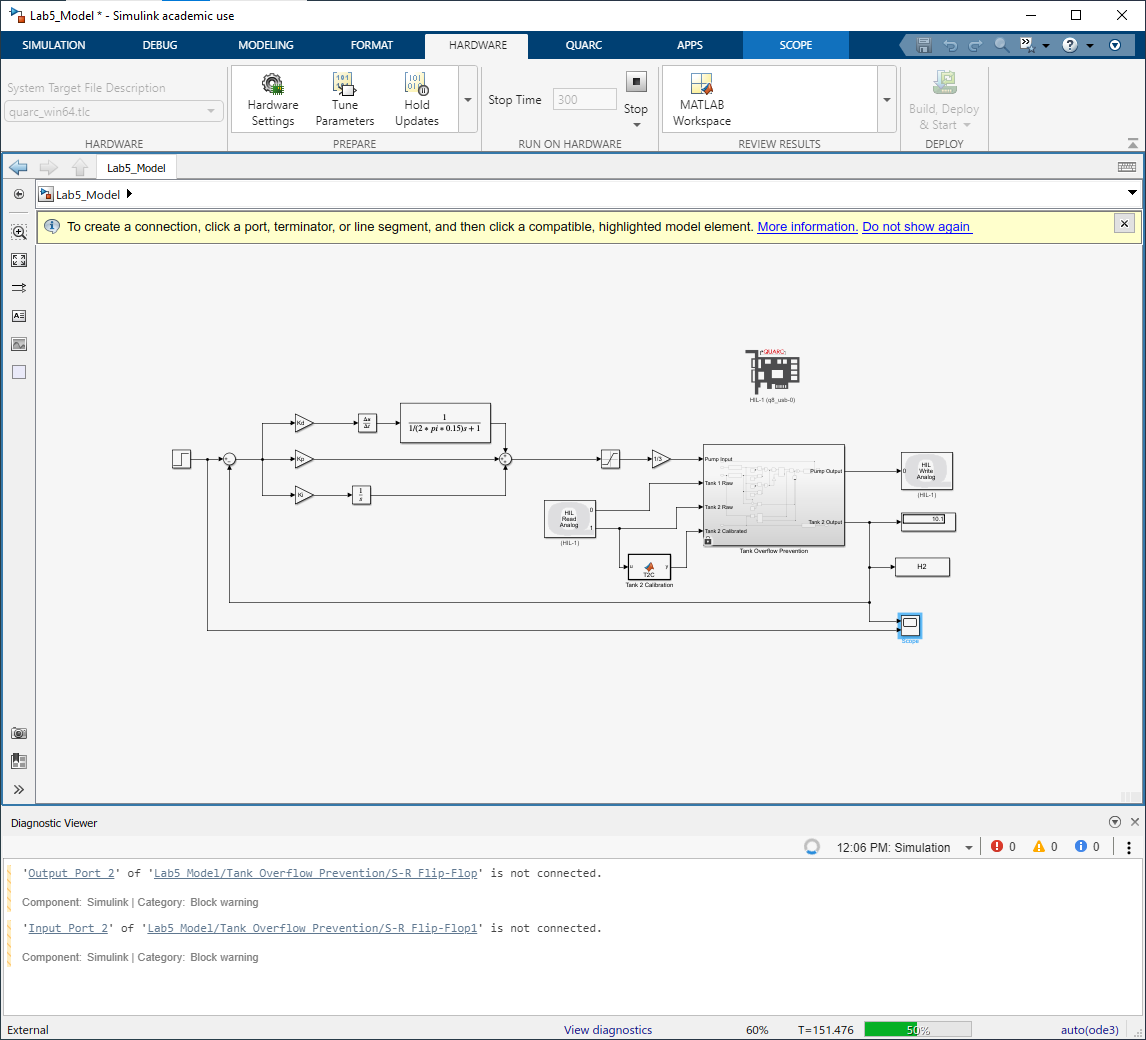 Lab5_Model * - Simulink academic use
SIMULATION DEBUG MODELING FORMAT HARDWARE QUARC APPS SCOPE
System Target File Description
quarc_win64.tlc
HARDWARE
Hardware Settings
Tune Parameters
Hold Updates
PREPARE
Stop Time 300
Stop
RUN ON HARDWARE
MATLAB Workspace
REVIEW RESULTS
Build, Deploy & Start
DEPLOY
Lab5_Model
Lab5_Model
To create a connection, click a port, terminator, or line segment, and then click a compatible, highlighted model element. More information. Do not show again
QUARC
HIL-1 (q8_usb-0)
Kd
Δu
Δt
1
1/(2 * pi * 0.15)s + 1
Kp
Ki
1
s
1/3
Pump Input
Tank 1 Raw
Tank 2 Raw
Tank 2 Calibrated
Pump Output
Tank 2 Output
Tank Overflow Prevention
HIL
Read
Analog
0
1
(HIL-1)
u
y
T2C
Tank 2 Calibration
0
HIL
Write
Analog
(HIL-1)
10.1
H2
Scope
Diagnostic Viewer
12:06 PM: Simulation 0 0 0
'Output Port 2' of 'Lab5_Model/Tank Overflow Prevention/S-R Flip-Flop' is not connected.
Component: Simulink | Category: Block warning
'Input Port 2' of 'Lab5_Model/Tank Overflow Prevention/S-R Flip-Flop1' is not connected.
Component: Simulink | Category: Block warning
External View diagnostics 60% T=151.476 50% auto(ode3)